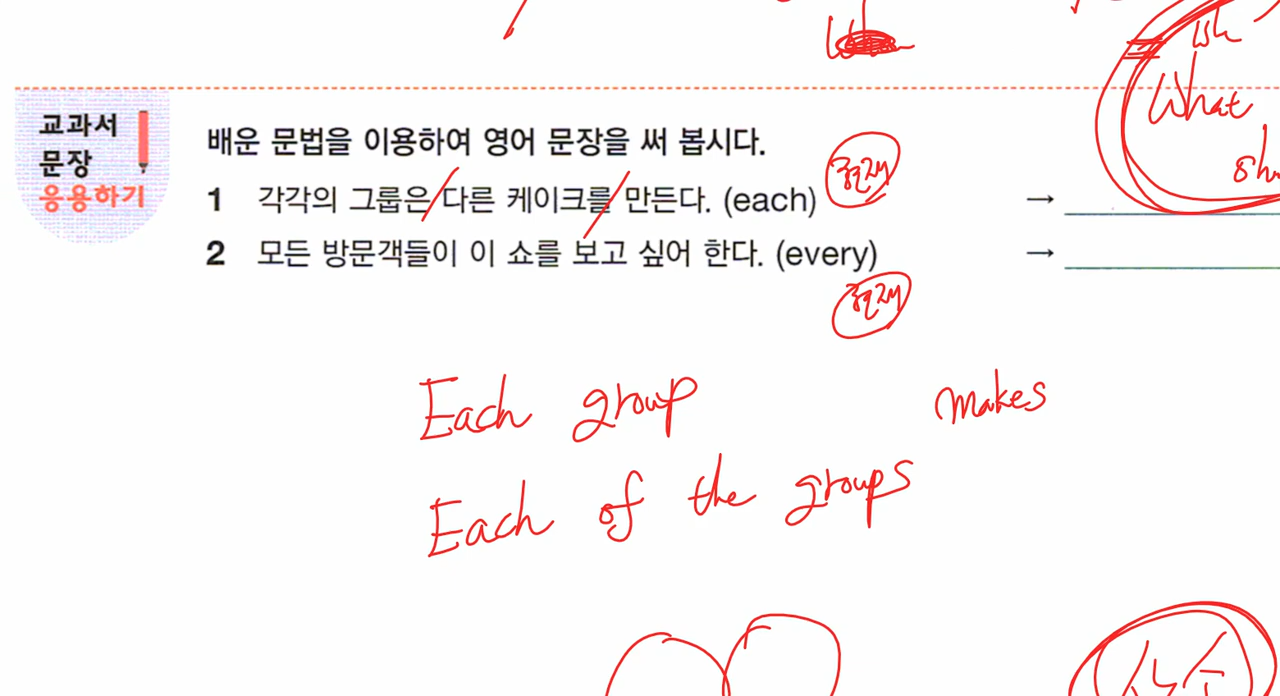 What
교과서
문장
응용하기
배운 문법을 이용하여 영어 문장을 써 봅시다.
1 각각의 그룹은 다른 케이크를 만든다. (each) 현재 →
2 모든 방문객들이 이 쇼를 보고 싶어 한다. (every) →
현재
Each group makes
Each of the groups